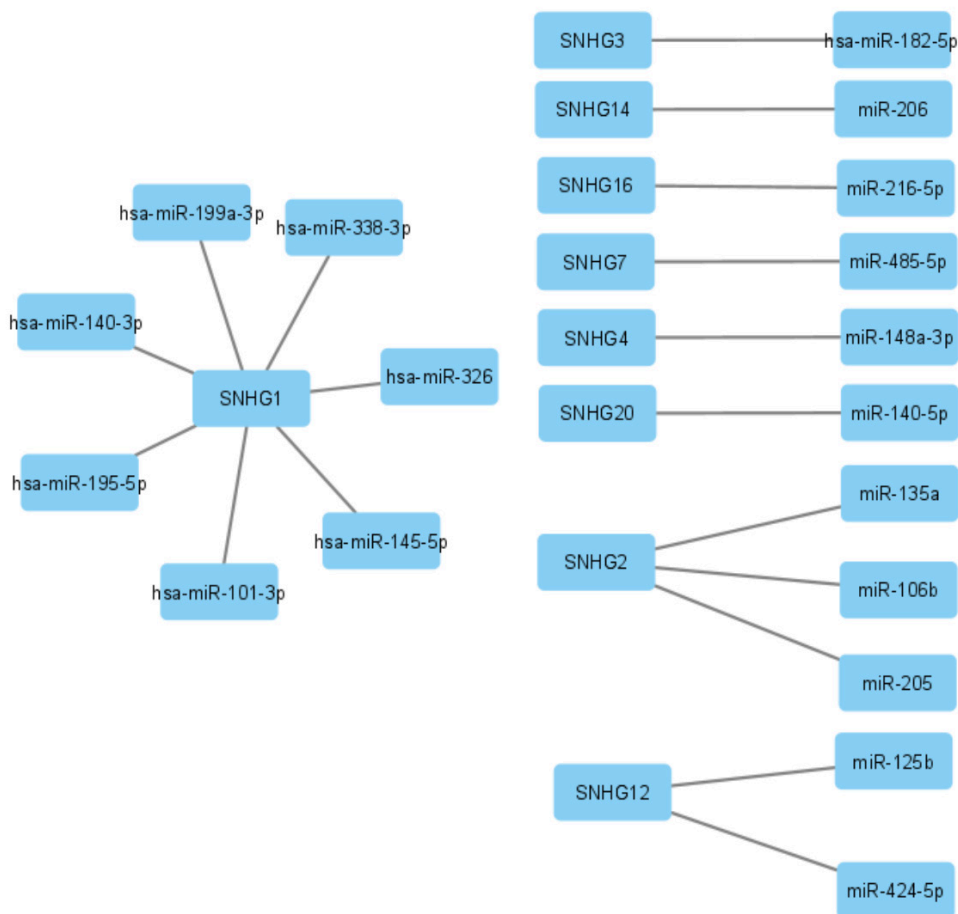 hsa-miR-199a-3p
hsa-miR-338-3p
hsa-miR-140-3p
hsa-miR-326
SNHG1
hsa-miR-195-5p
hsa-miR-145-5p
hsa-miR-101-3p
SNHG3
hsa-miR-182-5p
SNHG14
miR-206
SNHG16
miR-216-5p
SNHG7
miR-485-5p
SNHG4
miR-148a-3p
SNHG20
miR-140-5p
miR-135a
SNHG2
miR-106b
miR-205
miR-125b
SNHG12
miR-424-5p